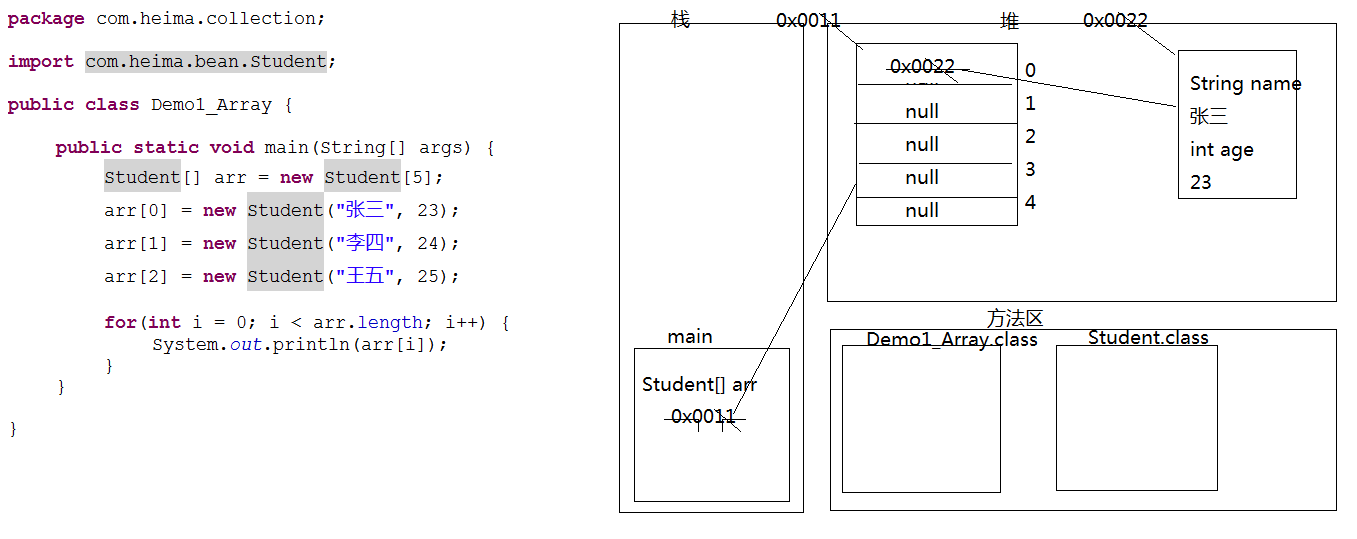 package com.heima.collection;
import com.heima.bean.Student;
public class Demo1_Array {
public static void main(String[] args) {
Student[] arr = new Student[5];
arr[0] = new Student("张三", 23);
arr[1] = new Student("李四", 24);
arr[2] = new Student("王五", 25);
for(int i = 0; i < arr.length; i++) {
System.out.println(arr[i]);
}
}
}
栈
0x0011
堆
0x0022
0x0022
0
null
1
null
2
null
3
null
4
String name
张三
int age
23
main
Student[] arr
0x0011
方法区
Demo1_Array.class
Student.class